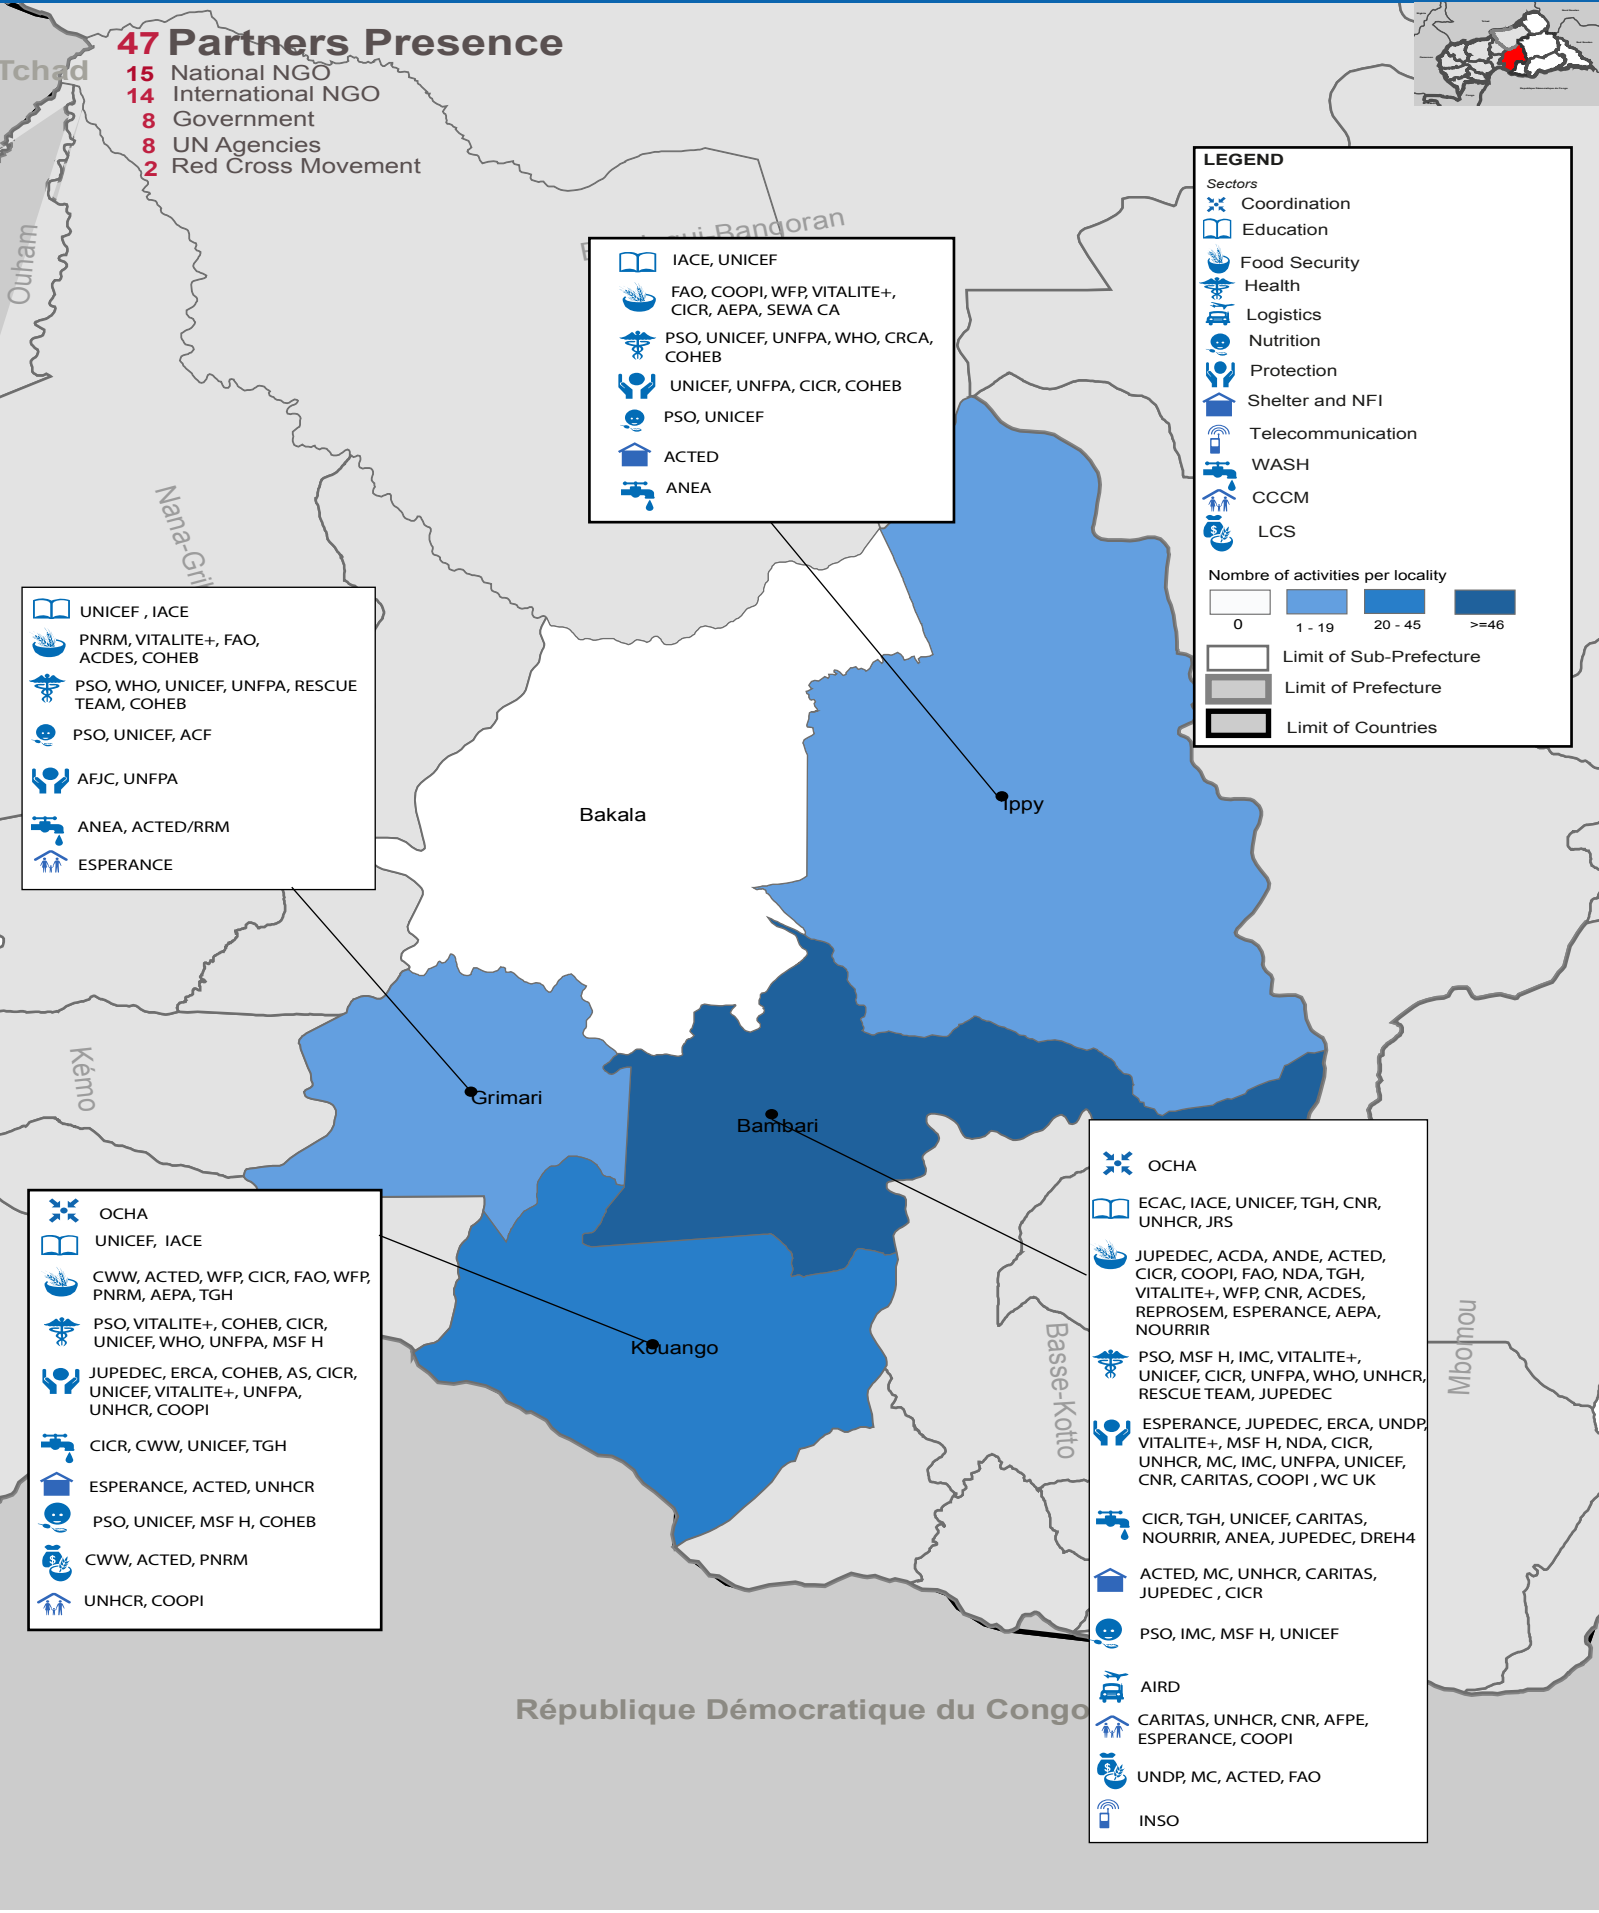 47 Partners Presence
15 National NGO
14 International NGO
8 Government
8 UN Agencies
2 Red Cross Movement
Tchad
Ouham
Nana-Gri
Kémo
Basse-Kotto
Mbomou
République Démocratique du Congo
LEGEND
Sectors
Coordination
Education
Food Security
Health
Logistics
Nutrition
Protection
Shelter and NFI
Telecommunication
WASH
CCCM
LCS
Nombre of activities per locality
0
1 - 19
20 - 45
>=46
Limit of Sub-Prefecture
Limit of Prefecture
Limit of Countries
IACE, UNICEF
FAO, COOPI, WFP, VITALITE+,
CICR, AEPA, SEWA CA
PSO, UNICEF, UNFPA, WHO, CRCA,
COHEB
UNICEF, UNFPA, CICR, COHEB
PSO, UNICEF
ACTED
ANEA
UNICEF , IACE
PNRM, VITALITE+, FAO,
ACDES, COHEB
PSO, WHO, UNICEF, UNFPA, RESCUE
TEAM, COHEB
PSO, UNICEF, ACF
AFJC, UNFPA
ANEA, ACTED/RRM
ESPERANCE
Bakala
Ippy
Grimari
Bambari
Kouango
OCHA
UNICEF, IACE
CWW, ACTED, WFP, CICR, FAO, WFP,
PNRM, AEPA, TGH
PSO, VITALITE+, COHEB, CICR,
UNICEF, WHO, UNFPA, MSF H
JUPEDEC, ERCA, COHEB, AS, CICR,
UNICEF, VITALITE+, UNFPA,
UNHCR, COOPI
CICR, CWW, UNICEF, TGH
ESPERANCE, ACTED, UNHCR
PSO, UNICEF, MSF H, COHEB
CWW, ACTED, PNRM
UNHCR, COOPI
OCHA
ECAC, IACE, UNICEF, TGH, CNR,
UNHCR, JRS
JUPEDEC, ACDA, ANDE, ACTED,
CICR, COOPI, FAO, NDA, TGH,
VITALITE+, WFP, CNR, ACDES,
REPROSEM, ESPERANCE, AEPA,
NOURRIR
PSO, MSF H, IMC, VITALITE+,
UNICEF, CICR, UNFPA, WHO, UNHCR,
RESCUE TEAM, JUPEDEC
ESPERANCE, JUPEDEC, ERCA, UNDP,
VITALITE+, MSF H, NDA, CICR,
UNHCR, MC, IMC, UNFPA, UNICEF,
CNR, CARITAS, COOPI , WC UK
CICR, TGH, UNICEF, CARITAS,
NOURRIR, ANEA, JUPEDEC, DREH4
ACTED, MC, UNHCR, CARITAS,
JUPEDEC , CICR
PSO, IMC, MSF H, UNICEF
AIRD
CARITAS, UNHCR, CNR, AFPE,
ESPERANCE, COOPI
UNDP, MC, ACTED, FAO
INSO